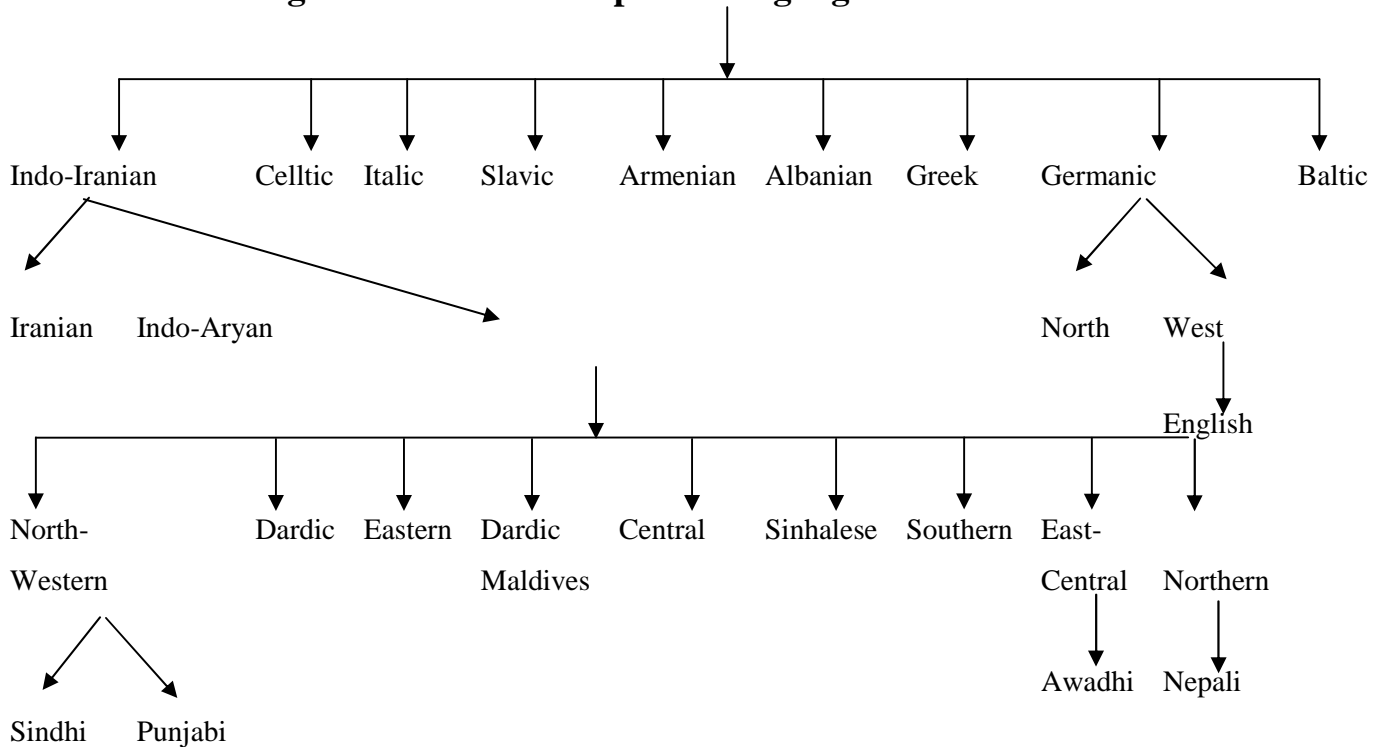 Indo-Iranian Celltic Italic Slavic Armenian Albanian Greek Germanic Baltic
Iranian Indo-Aryan North West
English
North- Dardic Eastern Dardic Central Sinhalese Southern East-
Western Maldives Central Northern
Awadhi Nepali
Sindhi Punjabi